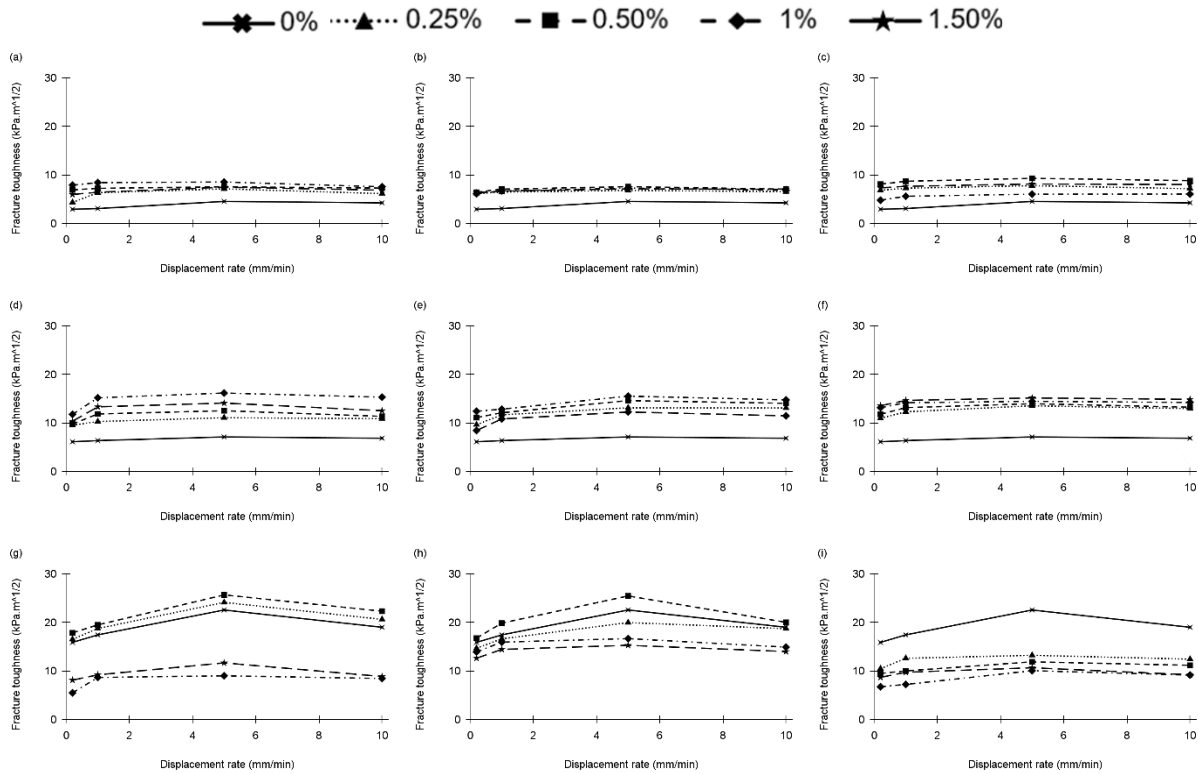 0% 0.25% 0.50% 1% 1.50%
(a)
Fracture toughness (kPa.m^1/2)
30
20
10
0
0 2 4 6 8 10
Displacement rate (mm/min)
(b)
Fracture toughness (kPa.m^1/2)
30
20
10
0
0 2 4 6 8 10
Displacement rate (mm/min)
(c)
Fracture toughness (kPa.m^1/2)
30
20
10
0
0 2 4 6 8 10
Displacement rate (mm/min)
(d)
Fracture toughness (kPa.m^1/2)
30
20
10
0
0 2 4 6 8 10
Displacement rate (mm/min)
(e)
Fracture toughness (kPa.m^1/2)
30
20
10
0
0 2 4 6 8 10
Displacement rate (mm/min)
(f)
Fracture toughness (kPa.m^1/2)
30
20
10
0
0 2 4 6 8 10
Displacement rate (mm/min)
(g)
Fracture toughness (kPa.m^1/2)
30
20
10
0
0 2 4 6 8 10
Displacement rate (mm/min)
(h)
Fracture toughness (kPa.m^1/2)
30
20
10
0
0 2 4 6 8 10
Displacement rate (mm/min)
(i)
Fracture toughness (kPa.m^1/2)
30
20
10
0
0 2 4 6 8 10
Displacement rate (mm/min)